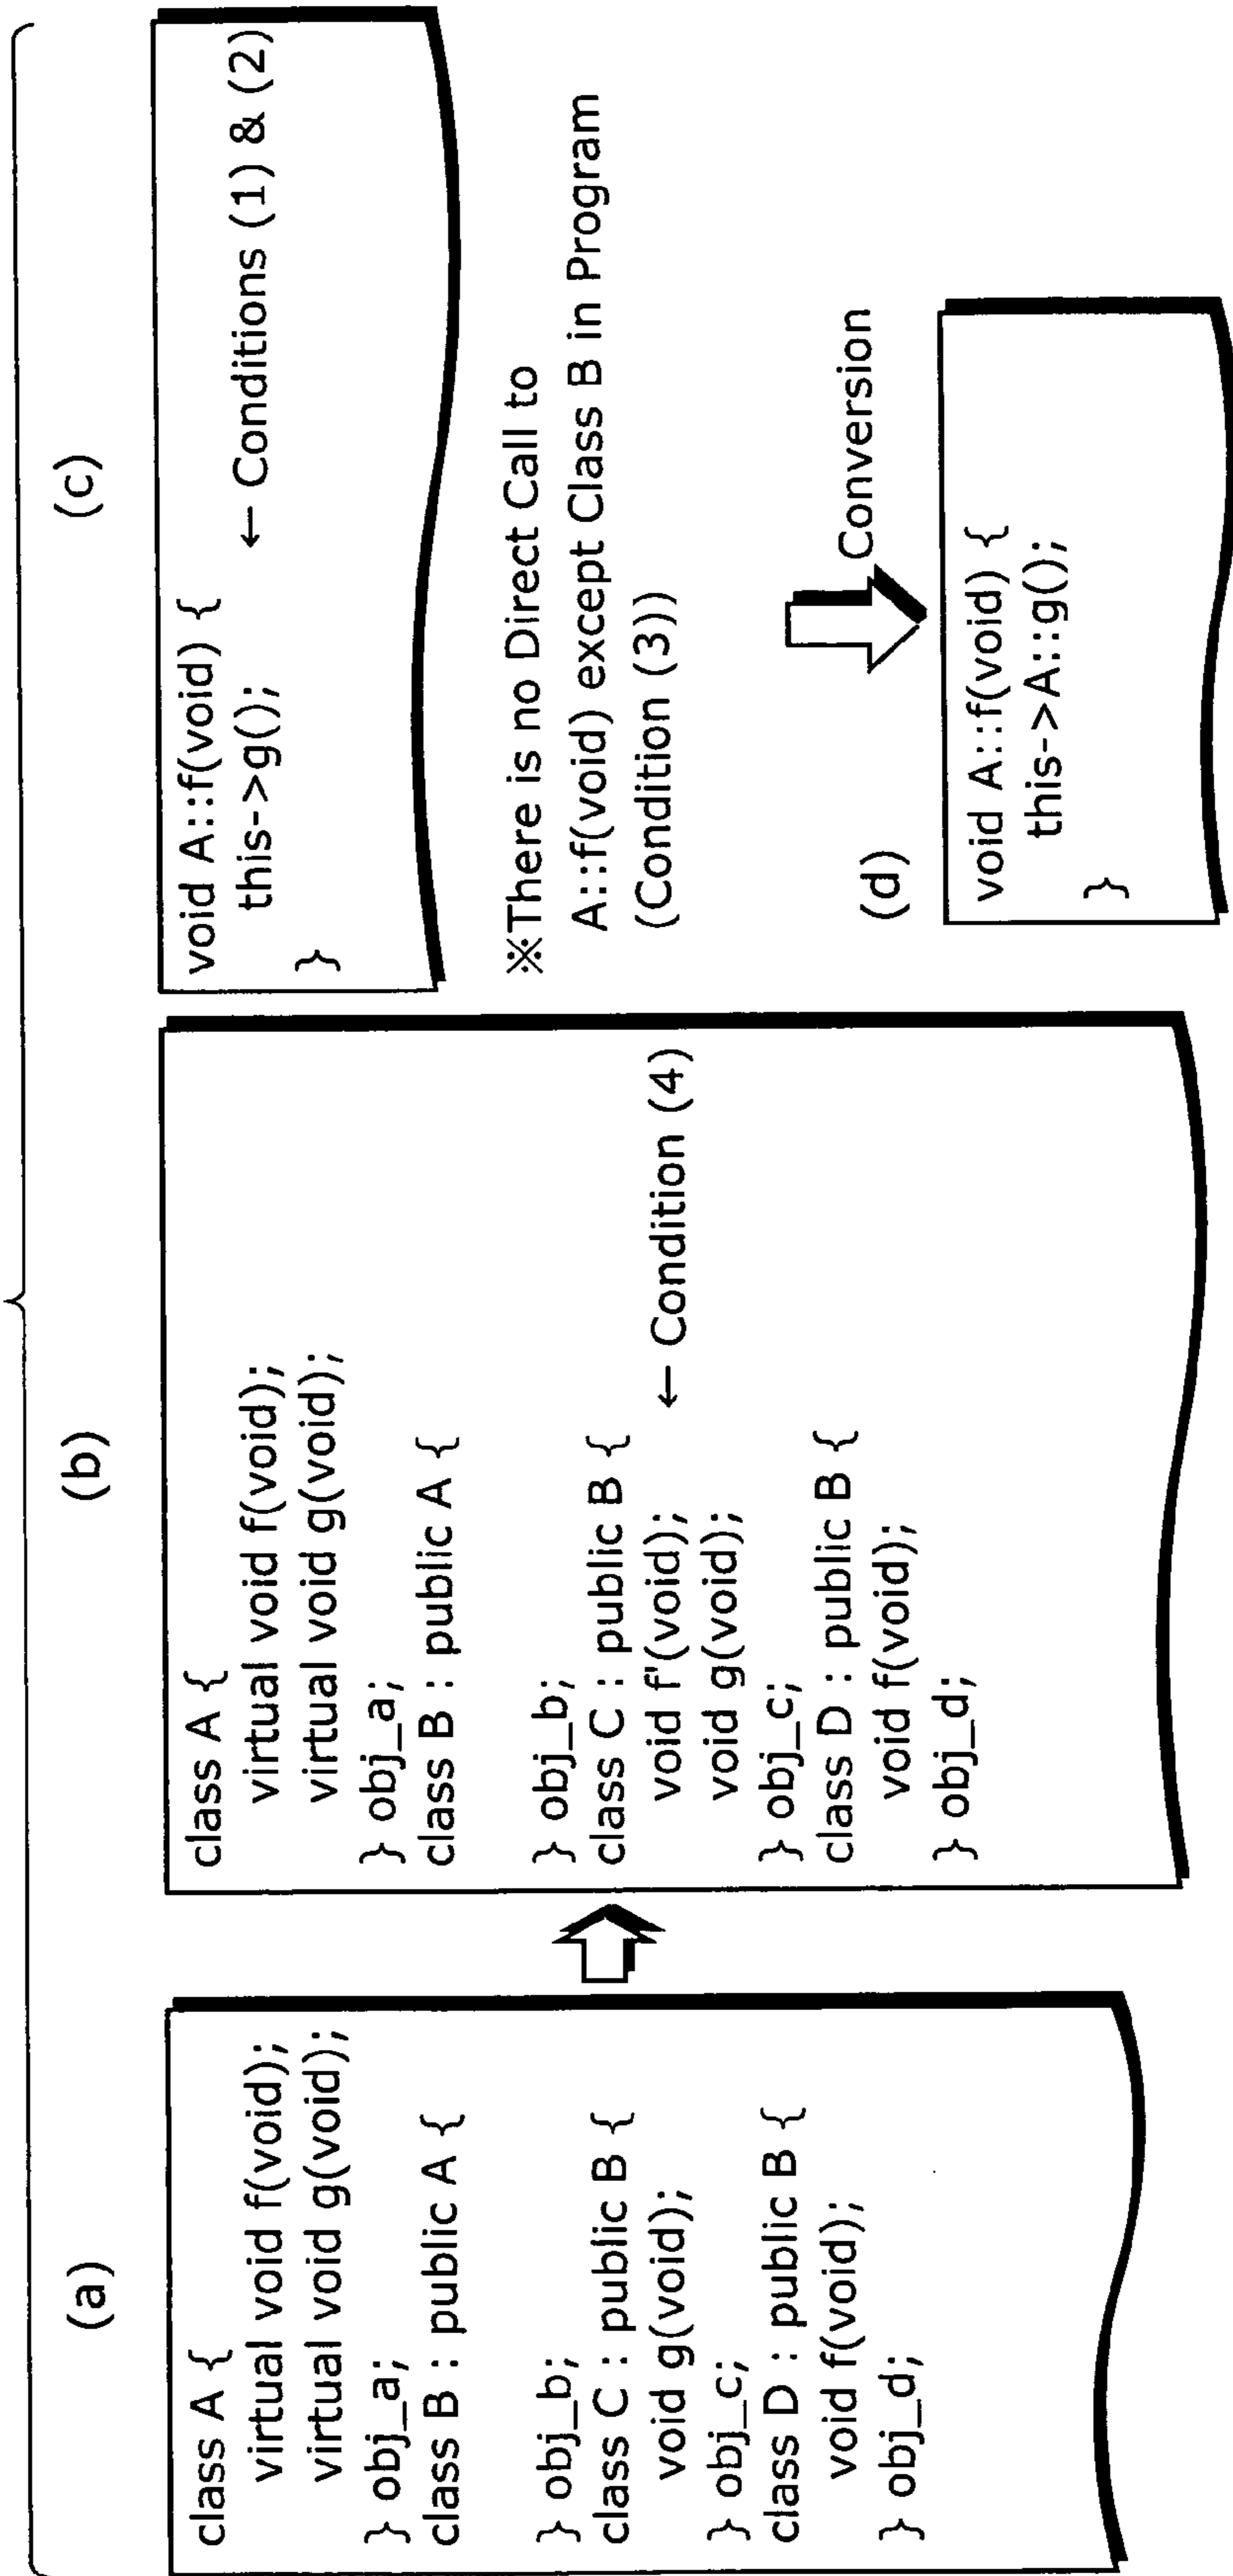 (a)
class A {
virtual void f(void);
virtual void g(void);
} obj_a;
class B : public A {
} obj_b;
class C : public B {
void g(void);
} obj_c;
class D : public B {
void f(void);
} obj_d;
(b)
class A {
virtual void f(void);
virtual void g(void);
} obj_a;
class B : public A {
} obj_b;
class C : public B {
void f'(void); ← Condition (4)
void g(void);
} obj_c;
class D : public B {
void f(void);
} obj_d;
(c)
void A::f(void) {
this->g(); ← Conditions (1) & (2)
}
※There is no Direct Call to
A::f(void) except Class B in Program
(Condition (3))
Conversion
(d)
void A::f(void) {
this->A::g();
}